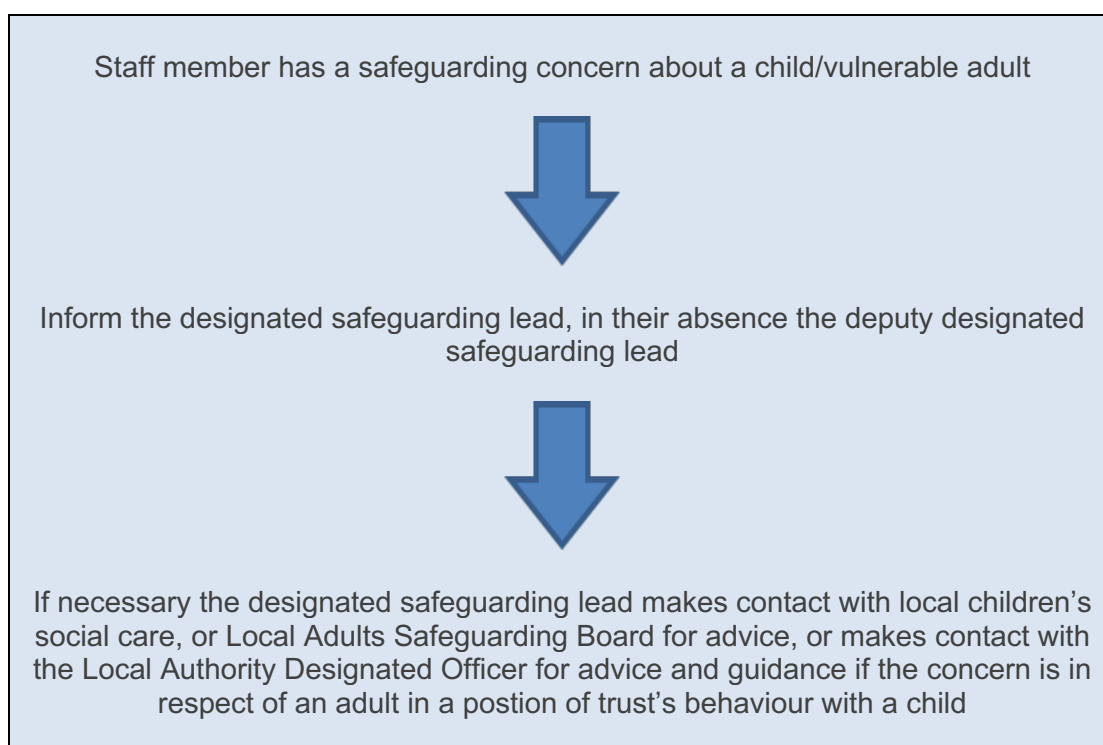 Staff member has a safeguarding concern about a child/vulnerable adult
Inform the designated safeguarding lead, in their absence the deputy designated
safeguarding lead
If necessary the designated safeguarding lead makes contact with local children’s
social care, or Local Adults Safeguarding Board for advice, or makes contact with
the Local Authority Designated Officer for advice and guidance if the concern is in
respect of an adult in a postion of trust’s behaviour with a child